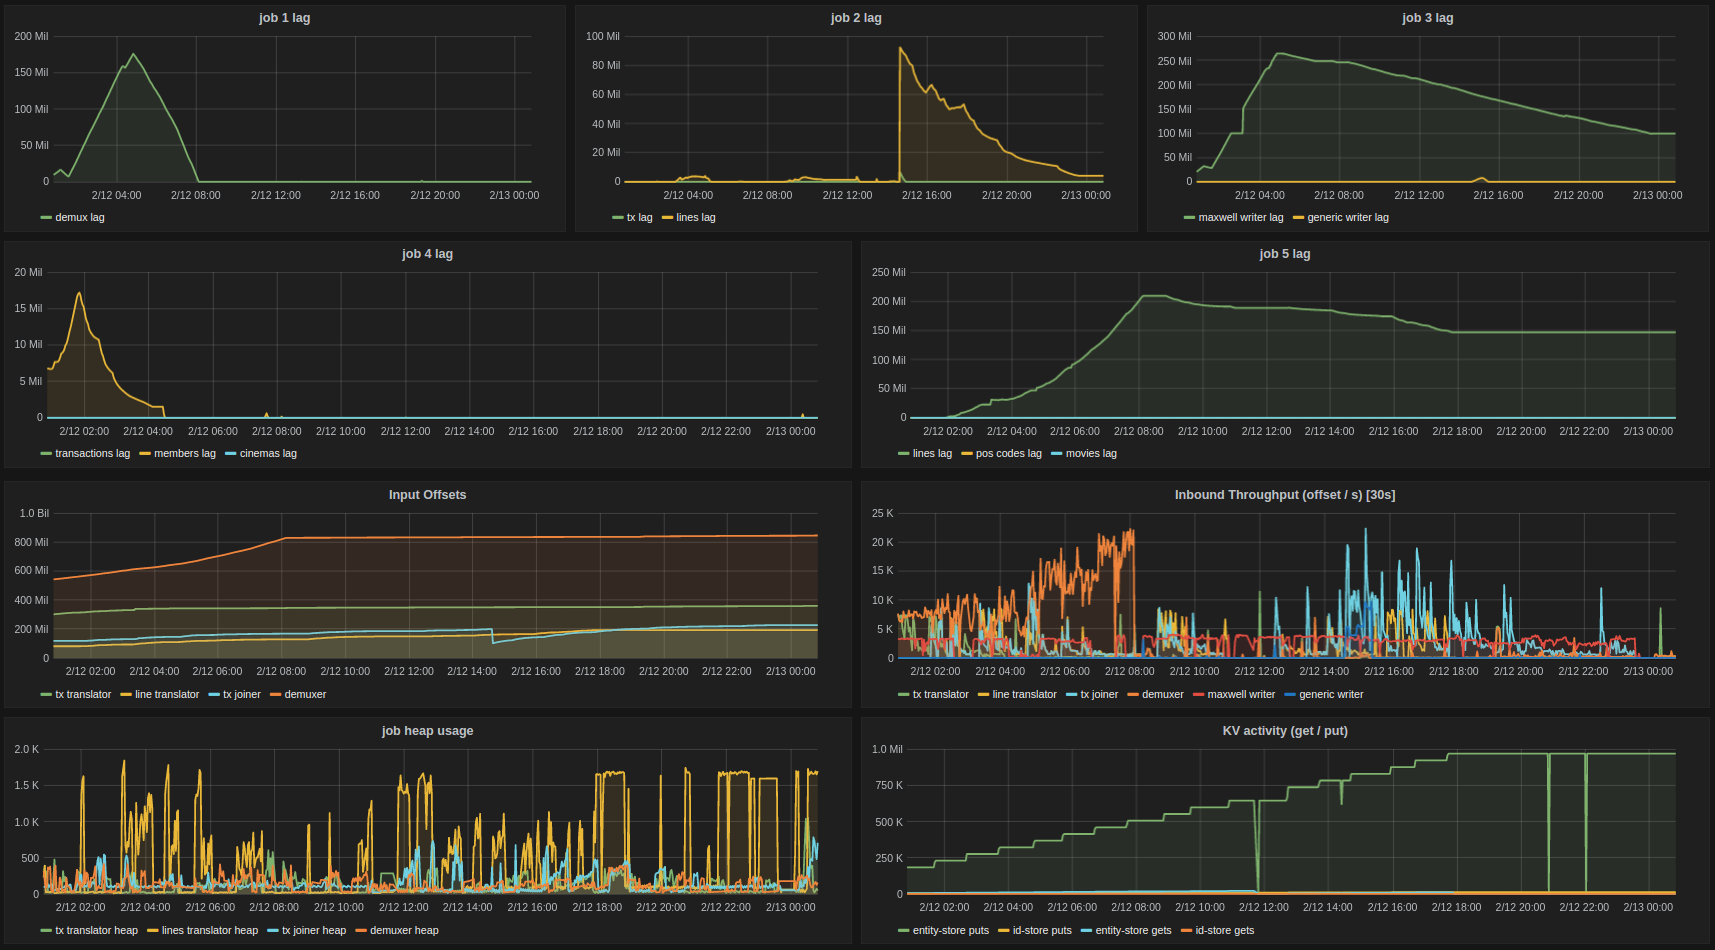 job 1 lag
200 Mil
150 Mil
100 Mil
50 Mil
0
2/12 04:00 2/12 08:00 2/12 12:00 2/12 16:00 2/12 20:00 2/13 00:00
demux lag
job 2 lag
100 Mil
80 Mil
60 Mil
40 Mil
20 Mil
0
2/12 04:00 2/12 08:00 2/12 12:00 2/12 16:00 2/12 20:00 2/13 00:00
tx lag lines lag
job 3 lag
300 Mil
250 Mil
200 Mil
150 Mil
100 Mil
50 Mil
0
2/12 04:00 2/12 08:00 2/12 12:00 2/12 16:00 2/12 20:00 2/13 00:00
maxwell writer lag generic writer lag
job 4 lag
20 Mil
15 Mil
10 Mil
5 Mil
0
2/12 02:00 2/12 04:00 2/12 06:00 2/12 08:00 2/12 10:00 2/12 12:00 2/12 14:00 2/12 16:00 2/12 18:00 2/12 20:00 2/12 22:00 2/13 00:00
transactions lag members lag cinemas lag
job 5 lag
250 Mil
200 Mil
150 Mil
100 Mil
50 Mil
0
2/12 02:00 2/12 04:00 2/12 06:00 2/12 08:00 2/12 10:00 2/12 12:00 2/12 14:00 2/12 16:00 2/12 18:00 2/12 20:00 2/12 22:00 2/13 00:00
lines lag pos codes lag movies lag
Input Offsets
1.0 Bil
800 Mil
600 Mil
400 Mil
200 Mil
0
2/12 02:00 2/12 04:00 2/12 06:00 2/12 08:00 2/12 10:00 2/12 12:00 2/12 14:00 2/12 16:00 2/12 18:00 2/12 20:00 2/12 22:00 2/13 00:00
tx translator line translator tx joiner demuxer
Inbound Throughput (offset / s) [30s]
25 K
20 K
15 K
10 K
5 K
0
2/12 02:00 2/12 04:00 2/12 06:00 2/12 08:00 2/12 10:00 2/12 12:00 2/12 14:00 2/12 16:00 2/12 18:00 2/12 20:00 2/12 22:00 2/13 00:00
tx translator line translator tx joiner demuxer maxwell writer generic writer
job heap usage
2.0 K
1.5 K
1.0 K
500
0
2/12 02:00 2/12 04:00 2/12 06:00 2/12 08:00 2/12 10:00 2/12 12:00 2/12 14:00 2/12 16:00 2/12 18:00 2/12 20:00 2/12 22:00 2/13 00:00
tx translator heap lines translator heap tx joiner heap demuxer heap
KV activity (get / put)
1.0 Mil
750 K
500 K
250 K
0
2/12 02:00 2/12 04:00 2/12 06:00 2/12 08:00 2/12 10:00 2/12 12:00 2/12 14:00 2/12 16:00 2/12 18:00 2/12 20:00 2/12 22:00 2/13 00:00
entity-store puts id-store puts entity-store gets id-store gets